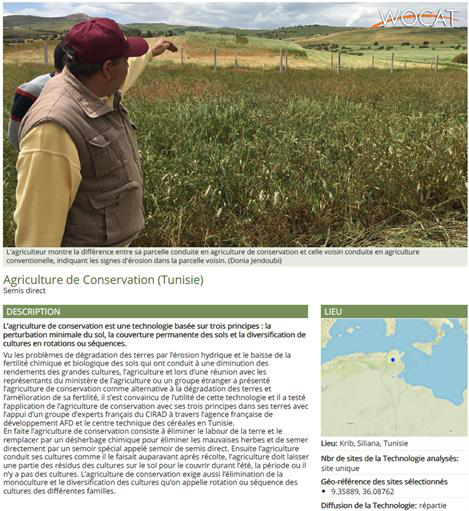 WOCAT
L'agriculteur montre la différence entre sa parcelle conduite en agriculture de conservation et celle voisin conduite en agriculture
conventionelle, indiquant les signes d'érosion dans la parcelle voisin. (Donia Jendoubi)
Agriculture de Conservation (Tunisie)
Semis direct
DESCRIPTION
L'agriculture de conservation est une technologie basée sur trois principes : la
perturbation minimale du sol, la couverture permanente des sols et la diversification de
cultures en rotations ou séquences.
Vu les problèmes de dégradation des terres par l'érosion hydrique et le baisse de la
fertilité chimique et biologique des sols qui ont conduit à une diminution des
rendements des grandes cultures, l'agriculture et lors d'une réunion avec les
représentants du ministère de l'agriculture ou un groupe étranger a présenté
l'agriculture de conservation comme alternative à la dégradation des terres et
l'amélioration de sa fertilité, il s'est convaincu de l'utilité de cette technologie et il a testé
l'application de l'agriculture de conservation avec ses trois principes dans ses terres avec
l'appui d'un groupe d'experts français du CIRAD à travers l'agence française de
développement AFD et le centre technique des céréales en Tunisie.
En faite l'agriculture de conservation consiste à éliminer le labour de la terre et le
remplacer par un désherbage chimique pour éliminer les mauvaises herbes et de semer
directement par un semoir spécial appelé semoir de semis direct. Ensuite l'agriculture
conduit ses cultures comme il le faisait auparavant après récolte, l'agriculture doit laisser
une partie des résidus des cultures sur le sol pour le couvrir durant l'été, la période ou il
n'y a pas des cultures. L'agriculture de conservation exige aussi l'élimination de la
monoculture et le diversification des cultures qu'on appelle rotation ou séquence des
cultures des différentes familles.
LIEU
Lieu: Krib, Siliana, Tunisie
Nbr de sites de la Technologie analysés:
site unique
Géo-référence des sites sélectionnés
• 9.35889, 36.08762
Diffusion de la Technologie: répartie